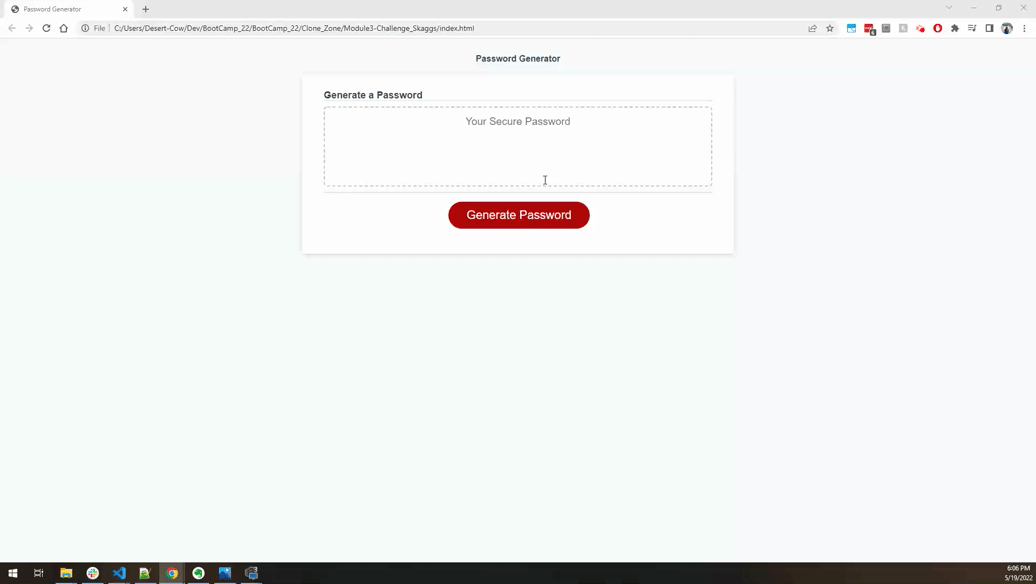 Password Generator
File C:/Users/Desert-Cow/Dev/BootCamp_22/BootCamp_22/Clone_Zone/Module3-Challenge_Skaggs/index.html
Password Generator
Generate a Password
Your Secure Password
Generate Password
6:06 PM
5/19/2022